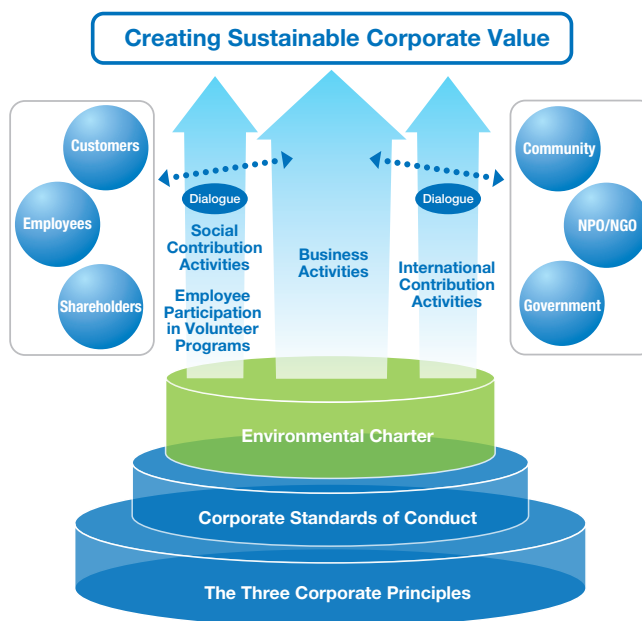 Creating Sustainable Corporate Value
Customers
Employees
Shareholders
Dialogue
Social
Contribution
Activities
Employee
Participation
in Volunteer
Programs
Business
Activities
Dialogue
International
Contribution
Activities
Community
NPO/NGO
Government
Environmental Charter
Corporate Standards of Conduct
The Three Corporate Principles